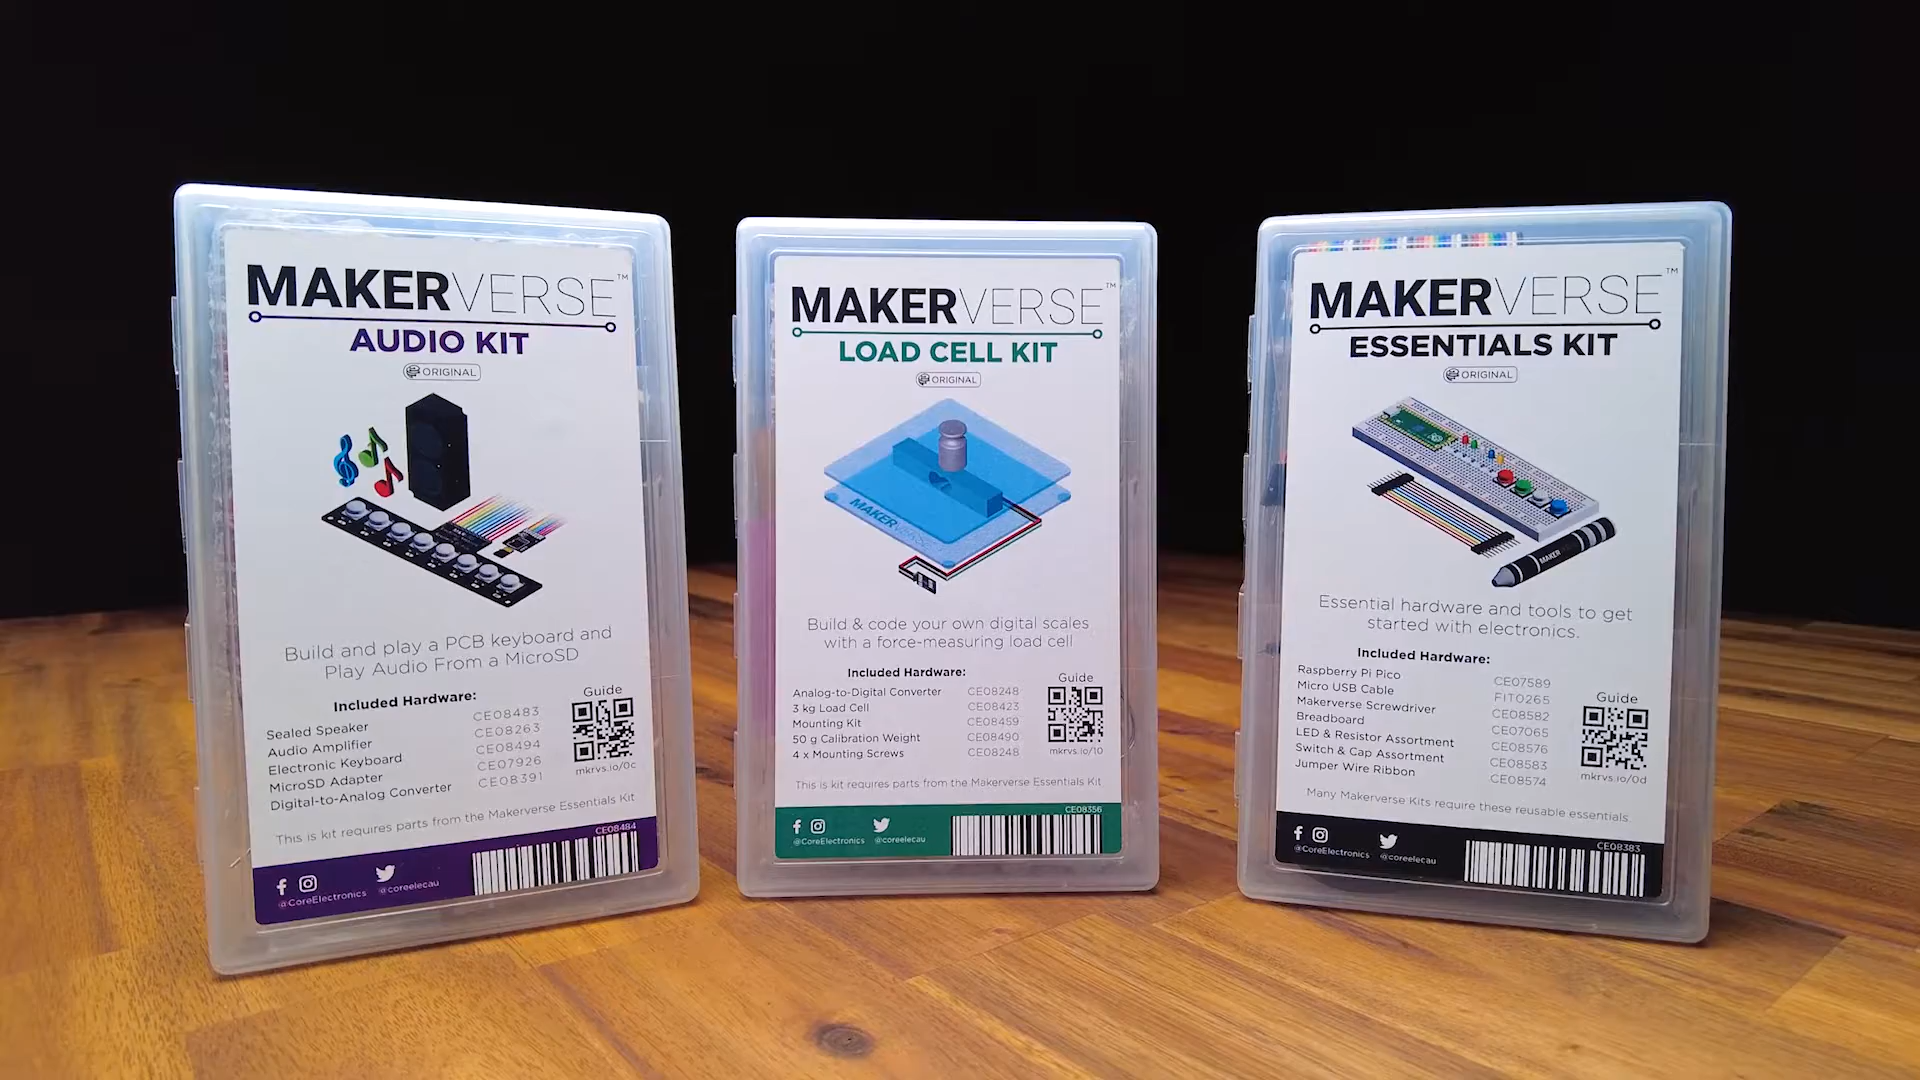 MAKERVERSE™
AUDIO KIT
ORIGINAL
Build and play a PCB keyboard and
Play Audio From a MicroSD
Included Hardware:
Sealed Speaker CE08483
Audio Amplifier CE08263
Electronic Keyboard CE08494
MicroSD Adapter CE07926
Digital-to-Analog Converter CE08391
Guide
mkrvs.io/0c
This is kit requires parts from the Makerverse Essentials Kit
CE08484
@CoreElectronics @coreelecau
MAKERVERSE™
LOAD CELL KIT
ORIGINAL
MAKERVERSE
Build & code your own digital scales
with a force-measuring load cell
Included Hardware:
Analog-to-Digital Converter CE08248
3 kg Load Cell CE08423
Mounting Kit CE08459
50 g Calibration Weight CE08490
4 x Mounting Screws CE08248
Guide
mkrvs.io/10
This is kit requires parts from the Makerverse Essentials Kit
CE08356
@CoreElectronics @coreelecau
MAKERVERSE™
ESSENTIALS KIT
ORIGINAL
MAKER
Essential hardware and tools to get
started with electronics.
Included Hardware:
Raspberry Pi Pico CE07589
Micro USB Cable FIT0265
Makerverse Screwdriver CE08582
Breadboard CE07065
LED & Resistor Assortment CE08576
Switch & Cap Assortment CE08583
Jumper Wire Ribbon CE08574
Guide
mkrvs.io/0d
Many Makerverse Kits require these reusable essentials.
CE08383
@CoreElectronics @coreelecau